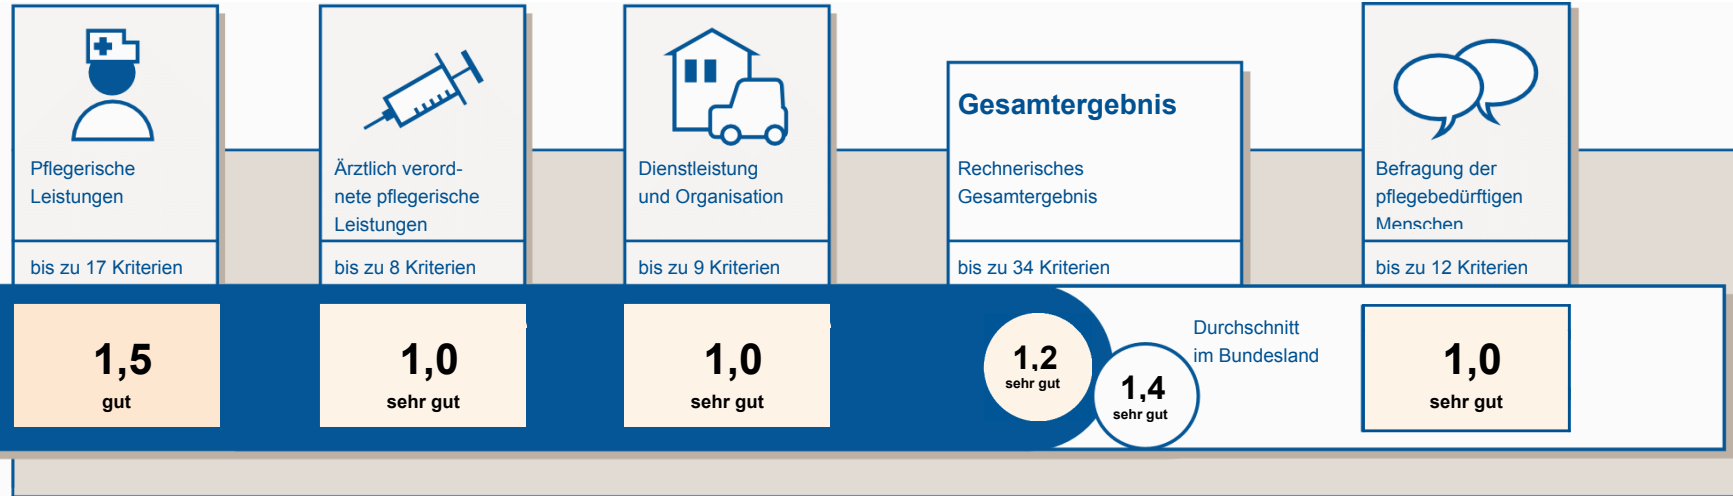 Pflegerische
Leistungen
bis zu 17 Kriterien
1,5
gut
Ärztlich verord-
nete pflegerische
Leistungen
bis zu 8 Kriterien
1,0
sehr gut
Dienstleistung
und Organisation
bis zu 9 Kriterien
1,0
sehr gut
Gesamtergebnis
Rechnerisches
Gesamtergebnis
bis zu 34 Kriterien
1,2
sehr gut
1,4
sehr gut
Durchschnitt
im Bundesland
Befragung der
pflegebedürftigen
Menschen
bis zu 12 Kriterien
1,0
sehr gut